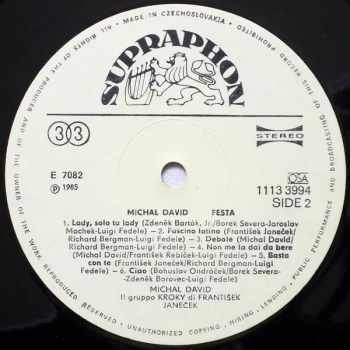 • MADE IN CZECHOSLOVAKIA •
ALL RIGHTS OF THE PRODUCER AND OF THE OWNER OF THE WORK REPRODUCED RESERVED • UNAUTHORIZED COPYING • HIRING • LENDING • PUBLIC PERFORMANCE AND BROADCASTING OF THIS RECORD PROHIBITED
SUPRAPHON
33
STEREO
E 7082
℗ 1985
OSA
1113 3994
SIDE 2
MICHAL DAVID FESTA
1. Lady, solo tu lady (Zdeněk Barták, Jr./Borek Severa-Jaroslav
Machek-Luigi Fedele) - 2. Fascino latino (František Janeček/
Richard Bergman-Luigi Fedele) - 3. Debole (Michal David/
Richard Bergman-Luigi Fedele) - 4. Non me la dai da bere
(Michal David/František Řebíček-Luigi Fedele) - 5. Basta
con te (František Janeček/Richard Bergman-Luigi
Fedele) - 6. Ciao (Bohuslav Ondráček/Borek Severa-
Zdeněk Borovec-Luigi Fedele)
MICHAL DAVID
Il gruppo KROKY di FRANTIŠEK
JANEČEK